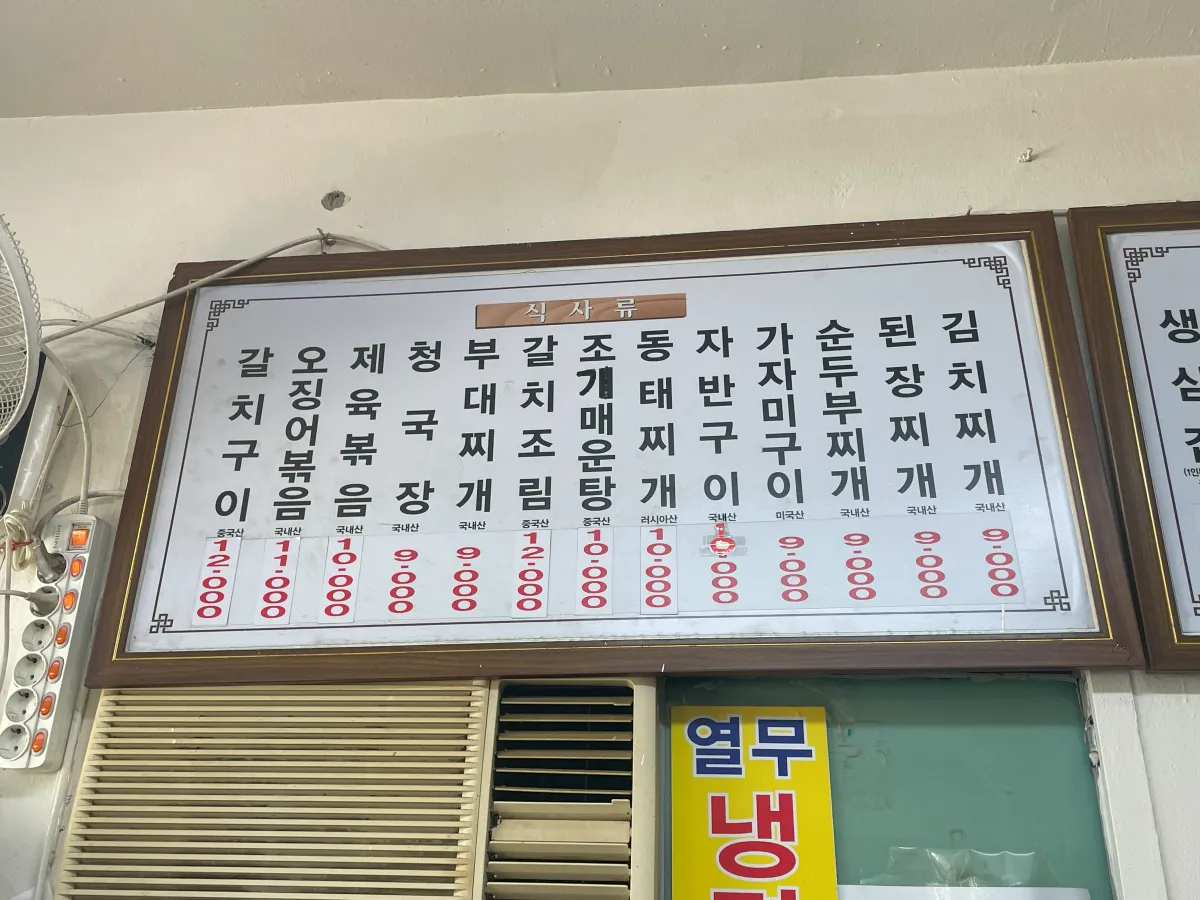 식사류
갈치구이
중국산
12.000
오징어볶음
국내산
11.000
제육볶음
국내산
10.000
청국장
국내산
9.000
부대찌개
국내산
9.000
갈치조림
중국산
12.000
조개매운탕
중국산
10.000
동태찌개
러시아산
10.000
자반구이
국내산
가자미구이
미국산
9.000
순두부찌개
국내산
9.000
된장찌개
국내산
9.000
김치찌개
국내산
9.000
생삼
열무
냉